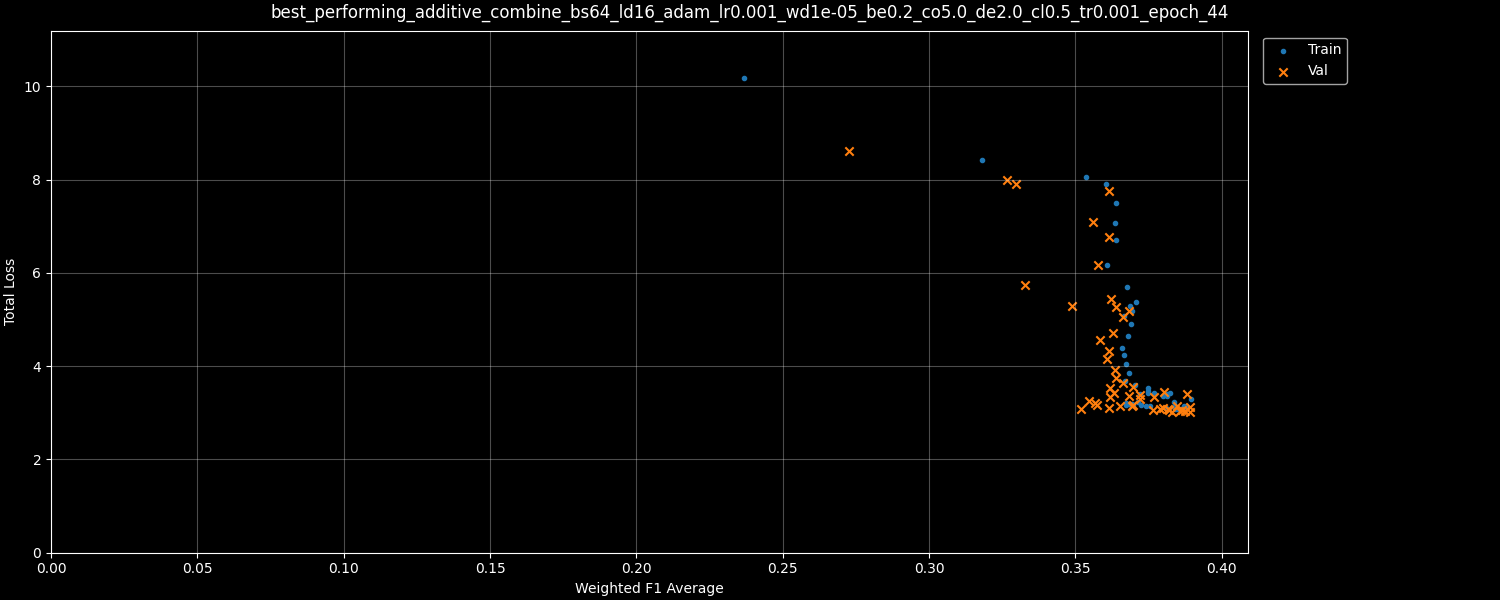 best_performing_additive_combine_bs64_ld16_adam_lr0.001_wd1e-05_be0.2_co5.0_de2.0_cl0.5_tr0.001_epoch_44
Train
Val
Total Loss
10
8
6
4
2
0
0.00 0.05 0.10 0.15 0.20 0.25 0.30 0.35 0.40
Weighted F1 Average